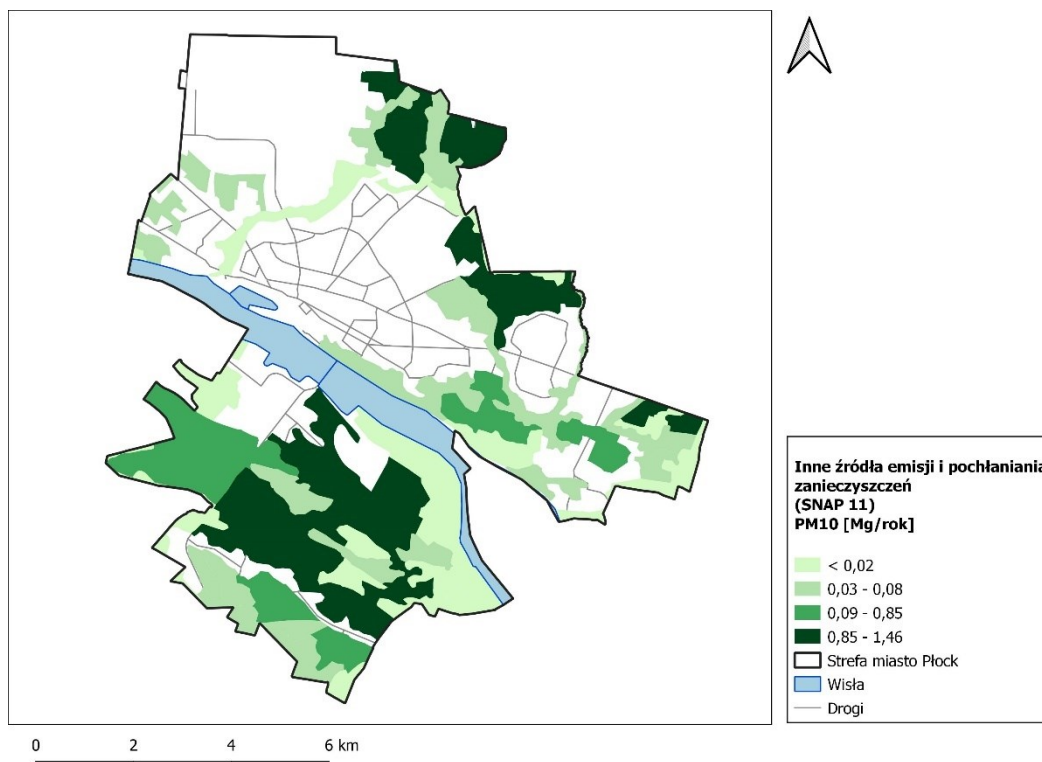 Inne źródła emisji i pochłaniania
zanieczyszczeń
(SNAP 11)
PM10 [Mg/rok]
< 0,02
0,03 - 0,08
0,09 - 0,85
0,85 - 1,46
Strefa miasto Płock
Wisła
Drogi
0 2 4 6 km